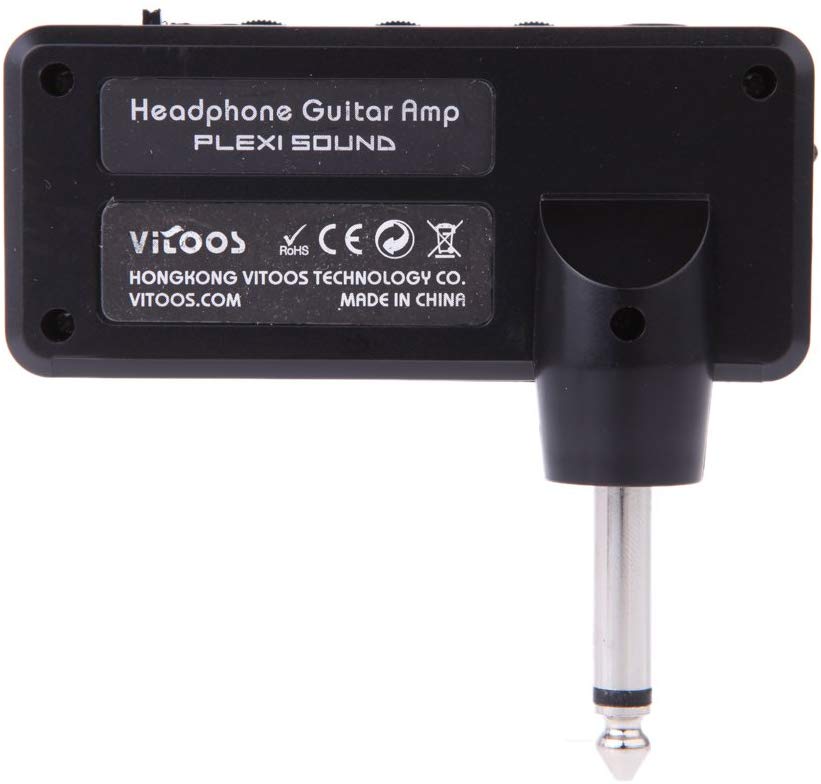 Headphone Guitar Amp
PLEXI SOUND
ViTOOS RoHS CE
HONGKONG VITOOS TECHNOLOGY CO.
VITOOS.COM MADE IN CHINA